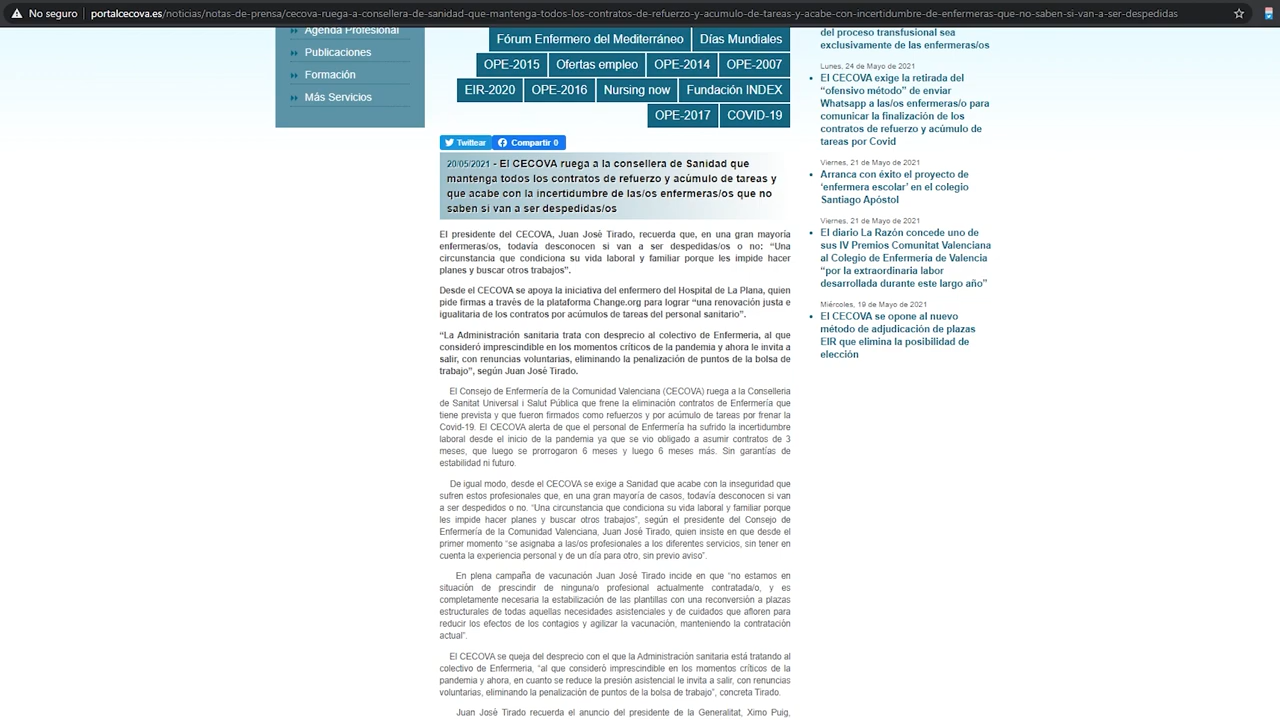 No seguro
portalcecova.es/noticias/notas-de-prensa/cecova-ruega-a-consellera-de-sanidad-que-mantenga-todos-los-contratos-de-refuerzo-y-acumulo-de-tareas-y-acabe-con-incertidumbre-de-enfermeras-que-no-saben-si-van-a-ser-despedidas
Agenda Profesional
Publicaciones
Formación
Más Servicios
Fórum Enfermero del Mediterráneo
Días Mundiales
OPE-2015
Ofertas empleo
OPE-2014
OPE-2007
EIR-2020
OPE-2016
Nursing now
Fundación INDEX
OPE-2017
COVID-19
Twittear
Compartir 0
20/05/2021 - El CECOVA ruega a la consellera de Sanidad que
mantenga todos los contratos de refuerzo y acúmulo de tareas y
que acabe con la incertidumbre de las/os enfermeras/os que no
saben si van a ser despedidas/os
El presidente del CECOVA, Juan José Tirado, recuerda que, en una gran mayoría
enfermeras/os, todavía desconocen si van a ser despedidas/os o no: “Una
circunstancia que condiciona su vida laboral y familiar porque les impide hacer
planes y buscar otros trabajos”.
Desde el CECOVA se apoya la iniciativa del enfermero del Hospital de La Plana, quien
pide firmas a través de la plataforma Change.org para lograr “una renovación justa e
igualitaria de los contratos por acúmulos de tareas del personal sanitario”.
“La Administración sanitaria trata con desprecio al colectivo de Enfermería, al que
consideró imprescindible en los momentos críticos de la pandemia y ahora le invita a
salir, con renuncias voluntarias, eliminando la penalización de puntos de la bolsa de
trabajo”, según Juan José Tirado.
El Consejo de Enfermería de la Comunidad Valenciana (CECOVA) ruega a la Conselleria
de Sanitat Universal i Salut Pública que frene la eliminación contratos de Enfermería que
tiene prevista y que fueron firmados como refuerzos y por acúmulo de tareas por frenar la
Covid-19. El CECOVA alerta de que el personal de Enfermería ha sufrido la incertidumbre
laboral desde el inicio de la pandemia ya que se vio obligado a asumir contratos de 3
meses, que luego se prorrogaron 6 meses y luego 6 meses más. Sin garantías de
estabilidad ni futuro.
De igual modo, desde el CECOVA se exige a Sanidad que acabe con la inseguridad que
sufren estos profesionales que, en una gran mayoría de casos, todavía desconocen si van
a ser despedidos o no. “Una circunstancia que condiciona su vida laboral y familiar porque
les impide hacer planes y buscar otros trabajos”, según el presidente del Consejo de
Enfermería de la Comunidad Valenciana, Juan José Tirado, quien insiste en que desde el
primer momento “se asignaba a las/os profesionales a los diferentes servicios, sin tener en
cuenta la experiencia personal y de un día para otro, sin previo aviso”.
En plena campaña de vacunación Juan José Tirado incide en que “no estamos en
situación de prescindir de ninguna/o profesional actualmente contratada/o, y es
completamente necesaria la estabilización de las plantillas con una reconversión a plazas
estructurales de todas aquellas necesidades asistenciales y de cuidados que afloren para
reducir los efectos de los contagios y agilizar la vacunación, manteniendo la contratación
actual”.
El CECOVA se queja del desprecio con el que la Administración sanitaria está tratando al
colectivo de Enfermería, “al que consideró imprescindible en los momentos críticos de la
pandemia y ahora, en cuanto se reduce la presión asistencial le invita a salir, con renuncias
voluntarias, eliminando la penalización de puntos de la bolsa de trabajo”, concreta Tirado.
Juan José Tirado recuerda el anuncio del presidente de la Generalitat, Ximo Puig,
del proceso transfusional sea
exclusivamente de las enfermeras/os
Lunes, 24 de Mayo de 2021
El CECOVA exige la retirada del
“ofensivo método” de enviar
Whatsapp a las/os enfermeras/o para
comunicar la finalización de los
contratos de refuerzo y acúmulo de
tareas por Covid
Viernes, 21 de Mayo de 2021
Arranca con éxito el proyecto de
‘enfermera escolar’ en el colegio
Santiago Apóstol
Viernes, 21 de Mayo de 2021
El diario La Razón concede uno de
sus IV Premios Comunitat Valenciana
al Colegio de Enfermería de Valencia
“por la extraordinaria labor
desarrollada durante este largo año”
Miércoles, 19 de Mayo de 2021
El CECOVA se opone al nuevo
método de adjudicación de plazas
EIR que elimina la posibilidad de
elección